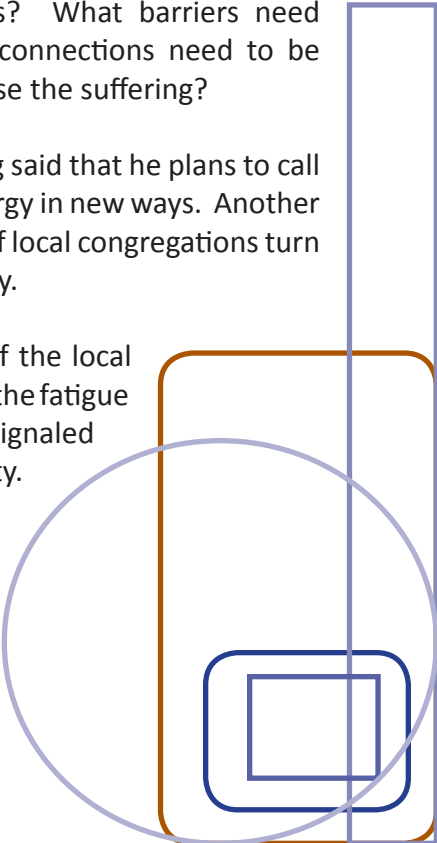 s? What barriers need
connections need to be
se the suffering?
g said that he plans to call
rgy in new ways. Another
f local congregations turn
y.
f the local
the fatigue
ignaled
ty.